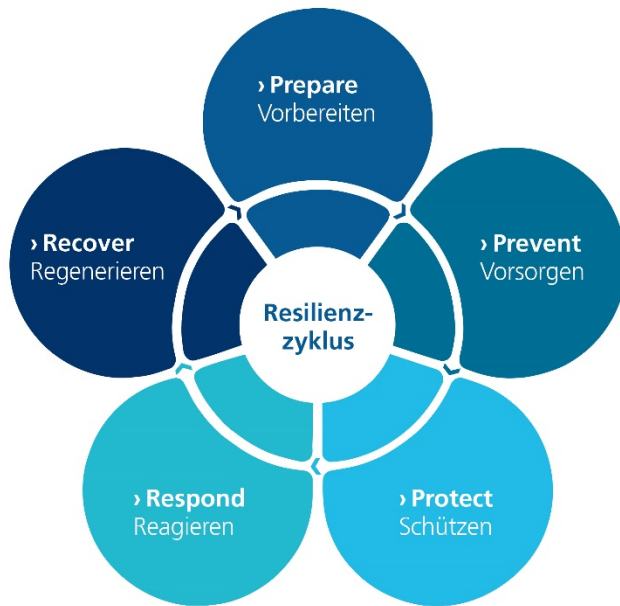 › Prepare
Vorbereiten
› Prevent
Vorsorgen
› Protect
Schützen
› Respond
Reagieren
› Recover
Regenerieren
Resilienz-
zyklus